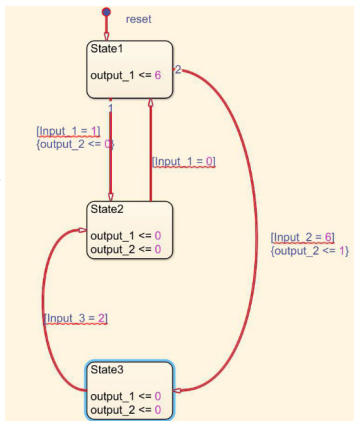 reset
State1
output_1 <= 6
2
1
[Input_1 = 1]
{output_2 <= 0}
[Input_1 = 0]
State2
output_1 <= 0
output_2 <= 0
[Input_2 = 6]
{output_2 <= 1}
[Input_3 = 2]
State3
output_1 <= 0
output_2 <= 0